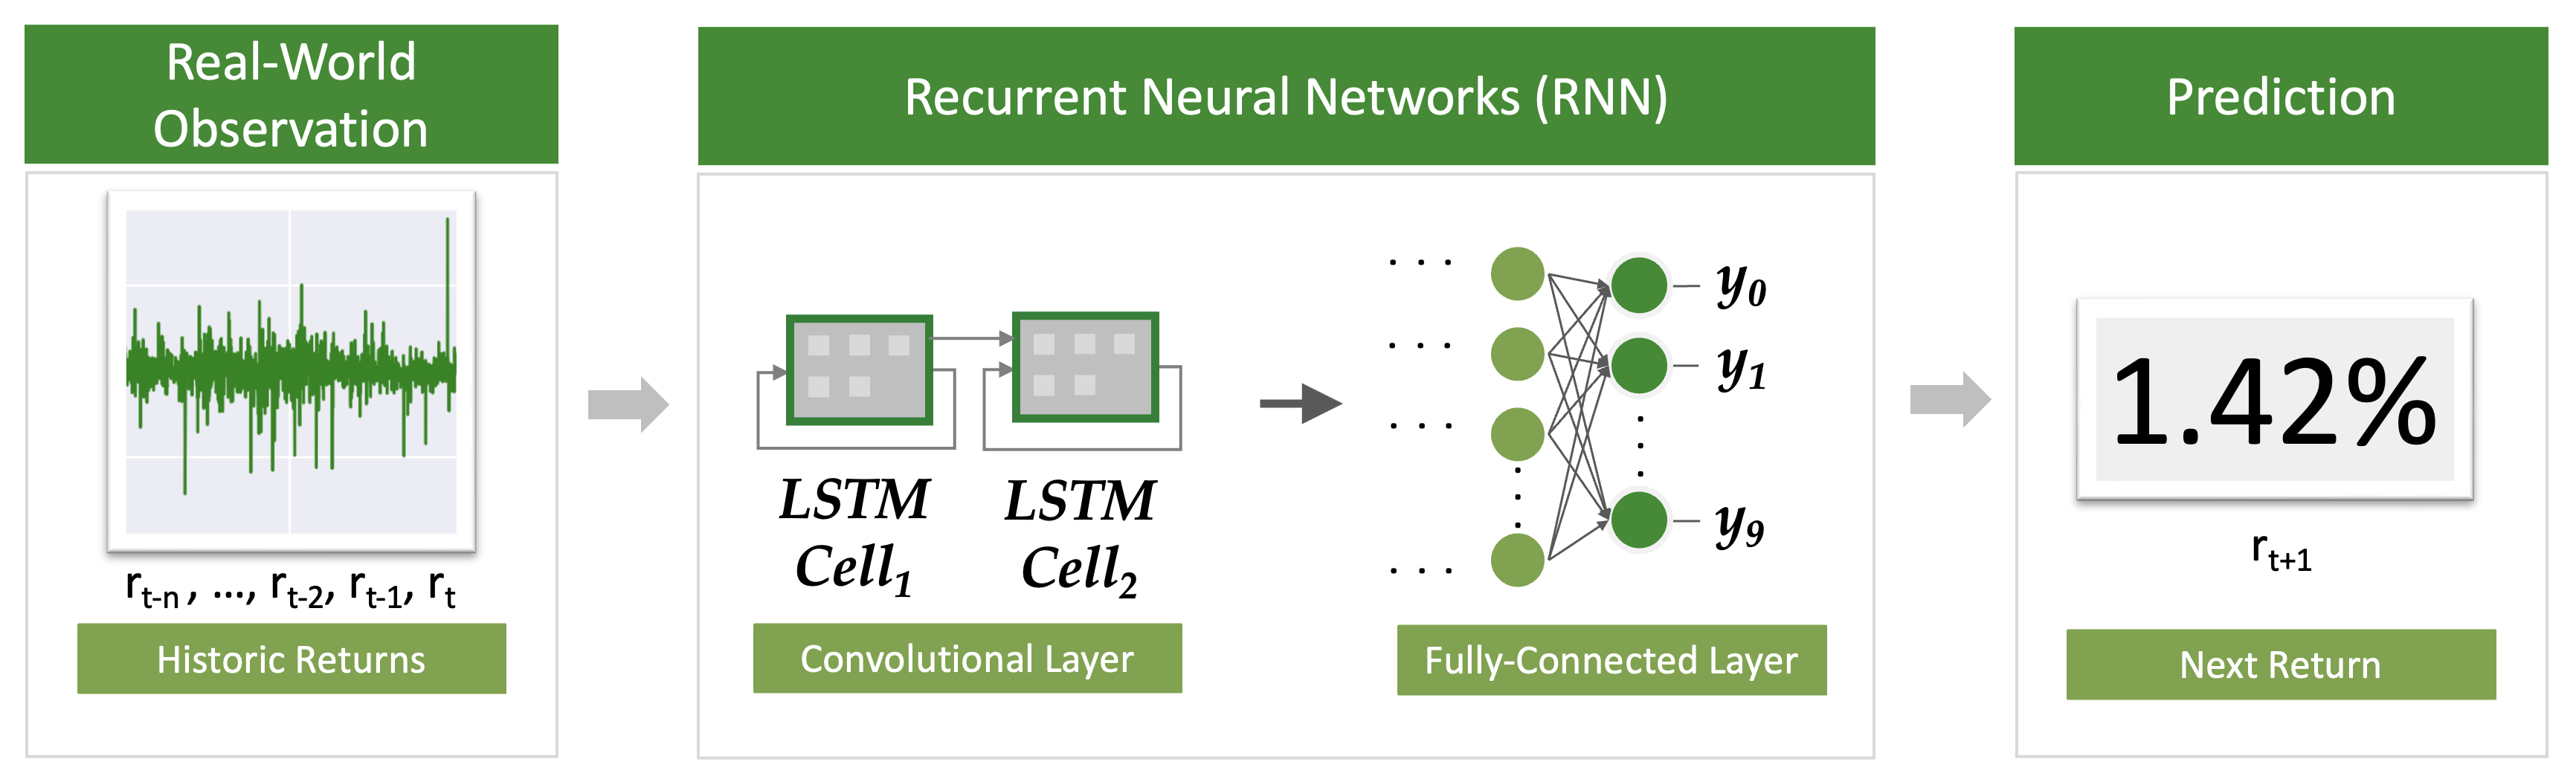 Real-World
Observation
r_{t-n} , ..., r_{t-2}, r_{t-1}, r_t
Historic Returns
Recurrent Neural Networks (RNN)
LSTM
Cell_1
LSTM
Cell_2
Convolutional Layer
. . .
. . .
. . .
. . .
y_0
y_1
y_9
Fully-Connected Layer
Prediction
1.42%
r_{t+1}
Next Return